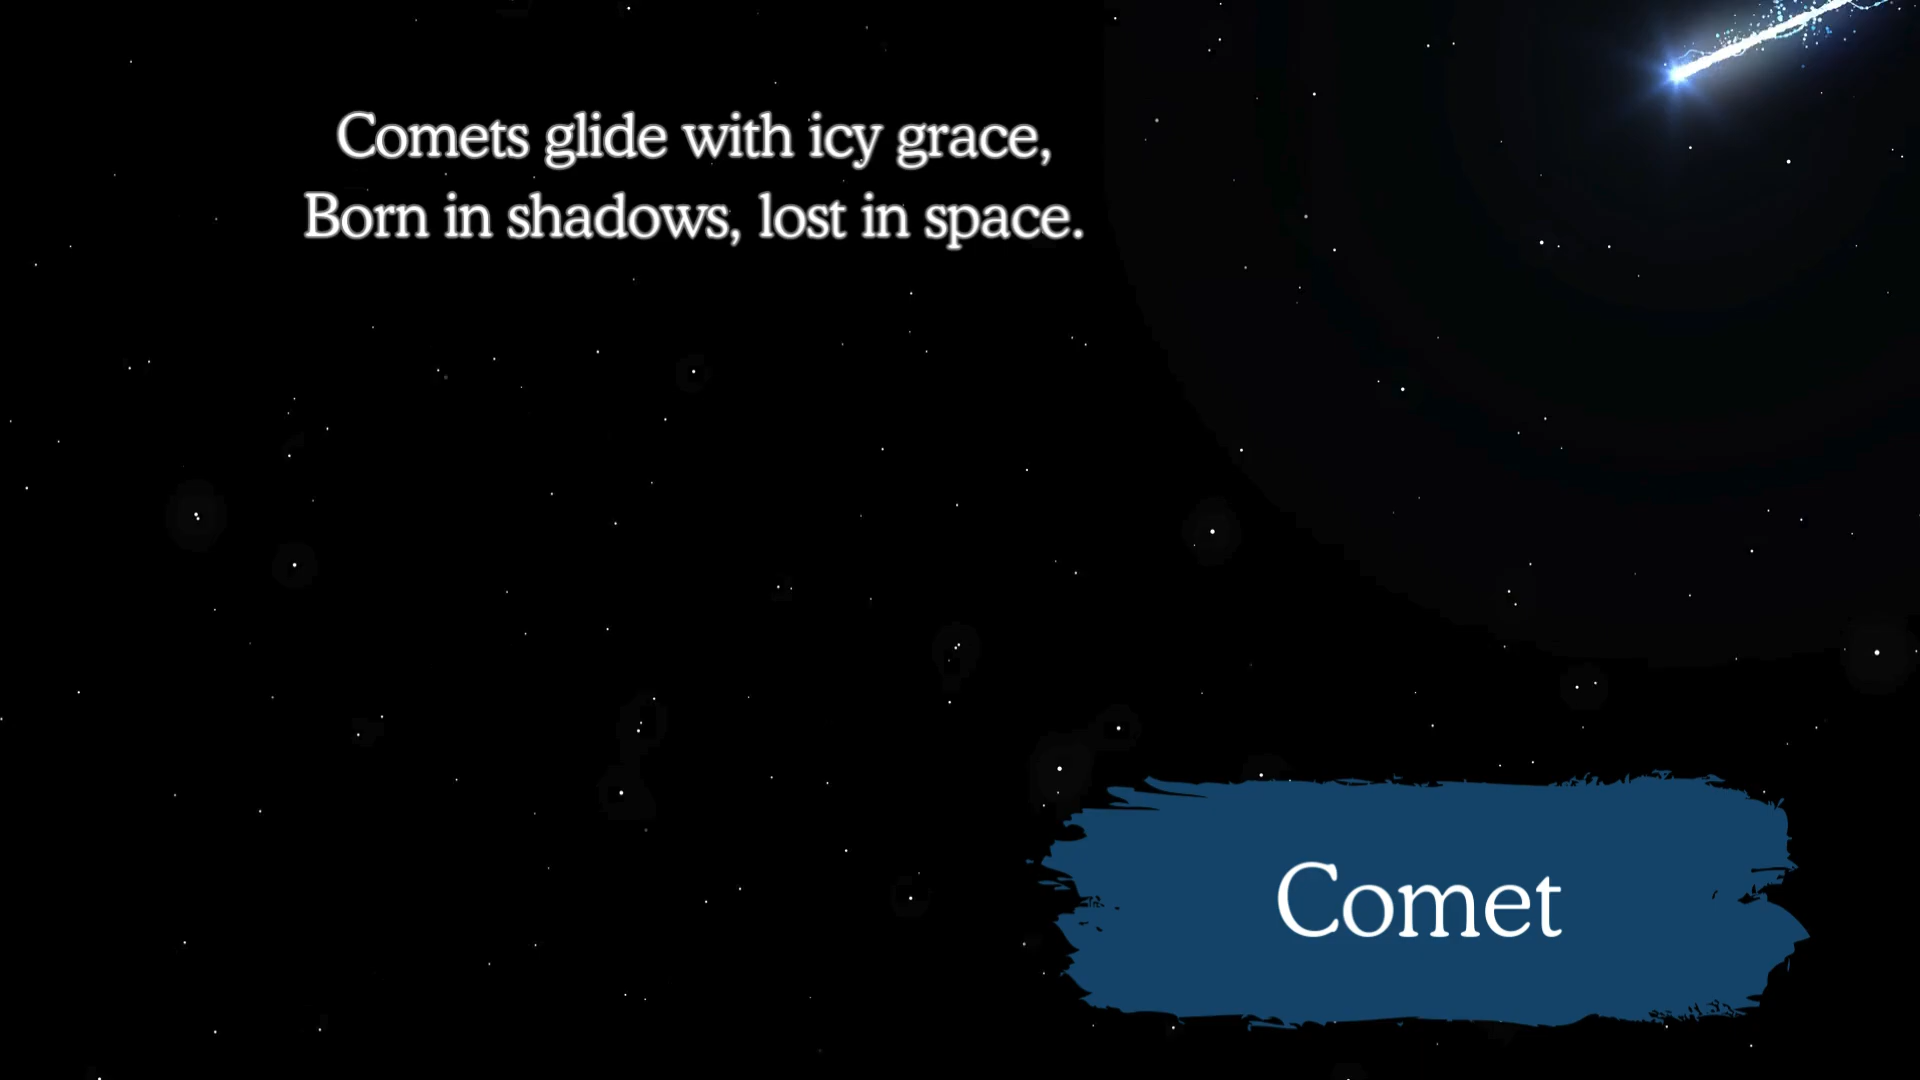 Comets glide with icy grace,
Born in shadows, lost in space.
Comet